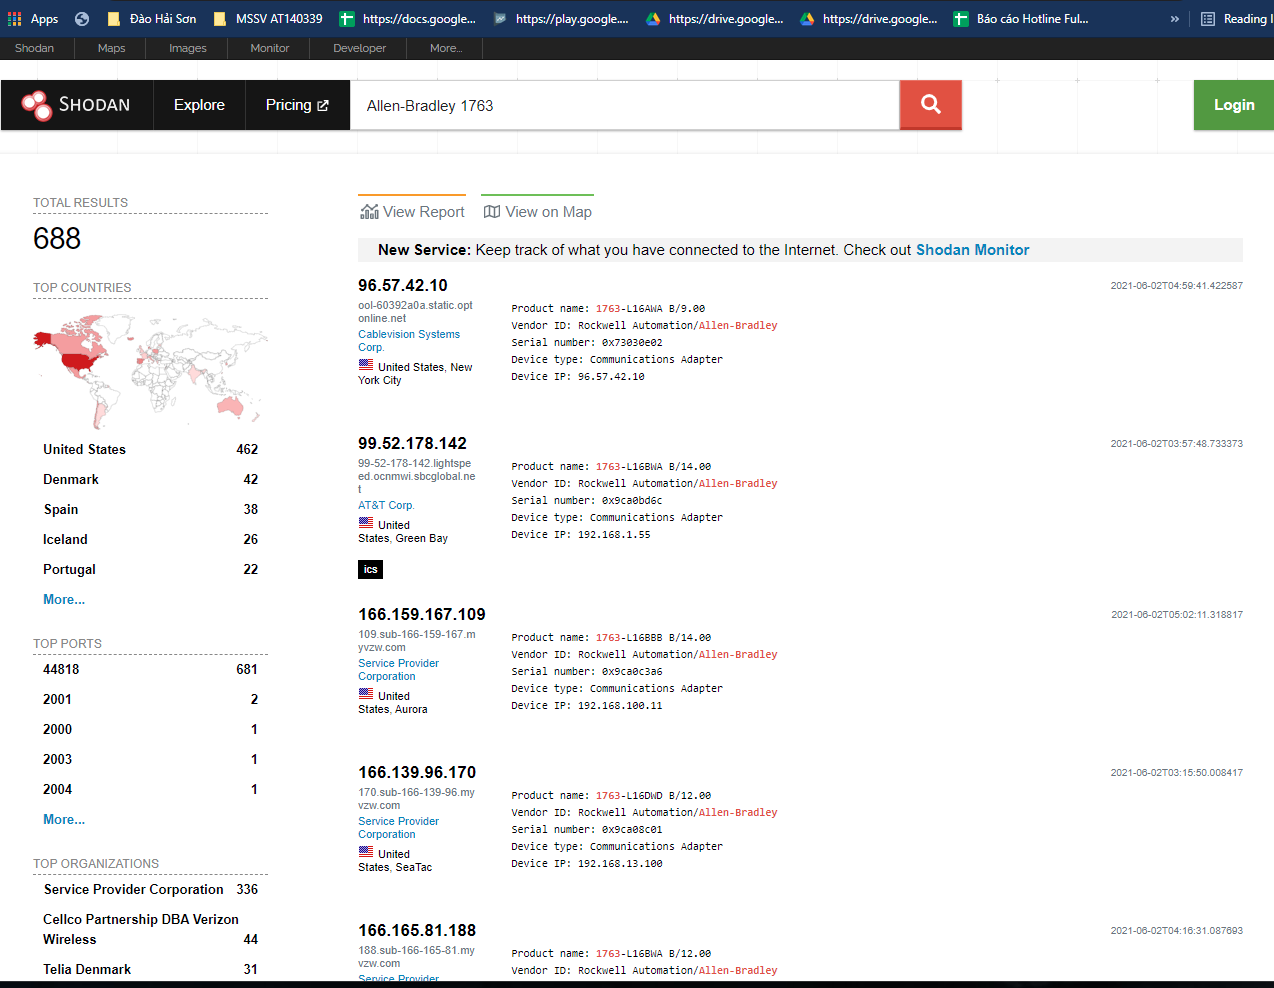 Apps
Đào Hải Sơn
MSSV AT140339
https://docs.google...
https://play.google....
https://drive.google...
https://drive.google...
Báo cáo Hotline Ful...
»
Reading l
Shodan
Maps
Images
Monitor
Developer
More...
SHODAN
Explore
Pricing
Allen-Bradley 1763
Login
TOTAL RESULTS
688
TOP COUNTRIES
United States 462
Denmark 42
Spain 38
Iceland 26
Portugal 22
More...
TOP PORTS
44818 681
2001 2
2000 1
2003 1
2004 1
More...
TOP ORGANIZATIONS
Service Provider Corporation 336
Cellco Partnership DBA Verizon
Wireless 44
Telia Denmark 31
View Report
View on Map
New Service: Keep track of what you have connected to the Internet. Check out Shodan Monitor
96.57.42.10
2021-06-02T04:59:41.422587
ool-60392a0a.static.opt
online.net
Cablevision Systems
Corp.
United States, New
York City
Product name: 1763-L16AWA B/9.00
Vendor ID: Rockwell Automation/Allen-Bradley
Serial number: 0x73030e02
Device type: Communications Adapter
Device IP: 96.57.42.10
99.52.178.142
2021-06-02T03:57:48.733373
99-52-178-142.lightspe
ed.ocnmwi.sbcglobal.ne
t
AT&T Corp.
United
States, Green Bay
ics
Product name: 1763-L16BWA B/14.00
Vendor ID: Rockwell Automation/Allen-Bradley
Serial number: 0x9ca0bd6c
Device type: Communications Adapter
Device IP: 192.168.1.55
166.159.167.109
2021-06-02T05:02:11.318817
109.sub-166-159-167.m
yvzw.com
Service Provider
Corporation
United
States, Aurora
Product name: 1763-L16BBB B/14.00
Vendor ID: Rockwell Automation/Allen-Bradley
Serial number: 0x9ca0c3a6
Device type: Communications Adapter
Device IP: 192.168.100.11
166.139.96.170
2021-06-02T03:15:50.008417
170.sub-166-139-96.my
vzw.com
Service Provider
Corporation
United
States, SeaTac
Product name: 1763-L16DWD B/12.00
Vendor ID: Rockwell Automation/Allen-Bradley
Serial number: 0x9ca08c01
Device type: Communications Adapter
Device IP: 192.168.13.100
166.165.81.188
2021-06-02T04:16:31.087693
188.sub-166-165-81.my
vzw.com
Service Provider
Product name: 1763-L16BWA B/12.00
Vendor ID: Rockwell Automation/Allen-Bradley